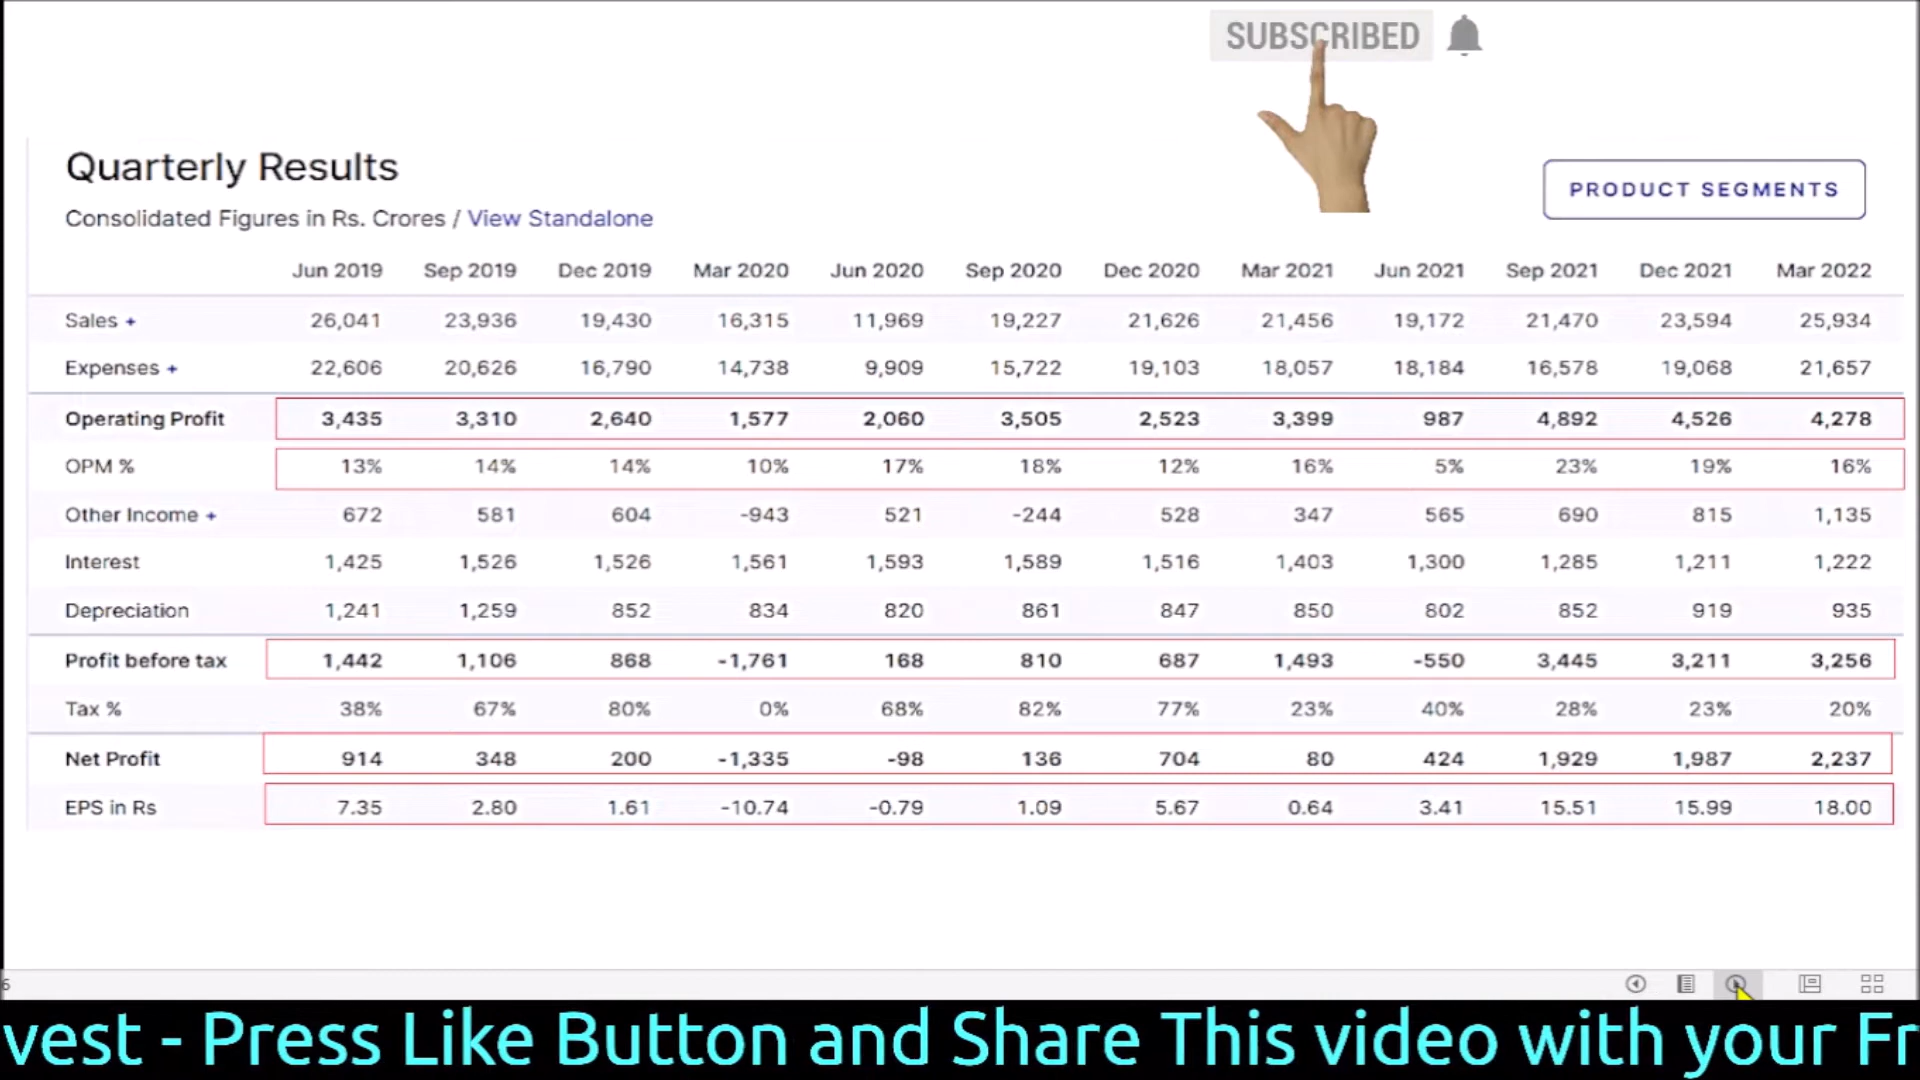 SUBSCRIBED
Quarterly Results
PRODUCT SEGMENTS
Consolidated Figures in Rs. Crores / View Standalone
Jun 2019 Sep 2019 Dec 2019 Mar 2020 Jun 2020 Sep 2020 Dec 2020 Mar 2021 Jun 2021 Sep 2021 Dec 2021 Mar 2022
Sales + 26,041 23,936 19,430 16,315 11,969 19,227 21,626 21,456 19,172 21,470 23,594 25,934
Expenses + 22,606 20,626 16,790 14,738 9,909 15,722 19,103 18,057 18,184 16,578 19,068 21,657
Operating Profit 3,435 3,310 2,640 1,577 2,060 3,505 2,523 3,399 987 4,892 4,526 4,278
OPM % 13% 14% 14% 10% 17% 18% 12% 16% 5% 23% 19% 16%
Other Income + 672 581 604 -943 521 -244 528 347 565 690 815 1,135
Interest 1,425 1,526 1,526 1,561 1,593 1,589 1,516 1,403 1,300 1,285 1,211 1,222
Depreciation 1,241 1,259 852 834 820 861 847 850 802 852 919 935
Profit before tax 1,442 1,106 868 -1,761 168 810 687 1,493 -550 3,445 3,211 3,256
Tax % 38% 67% 80% 0% 68% 82% 77% 23% 40% 28% 23% 20%
Net Profit 914 348 200 -1,335 -98 136 704 80 424 1,929 1,987 2,237
EPS in Rs 7.35 2.80 1.61 -10.74 -0.79 1.09 5.67 0.64 3.41 15.51 15.99 18.00
6
vest - Press Like Button and Share This video with your Fr